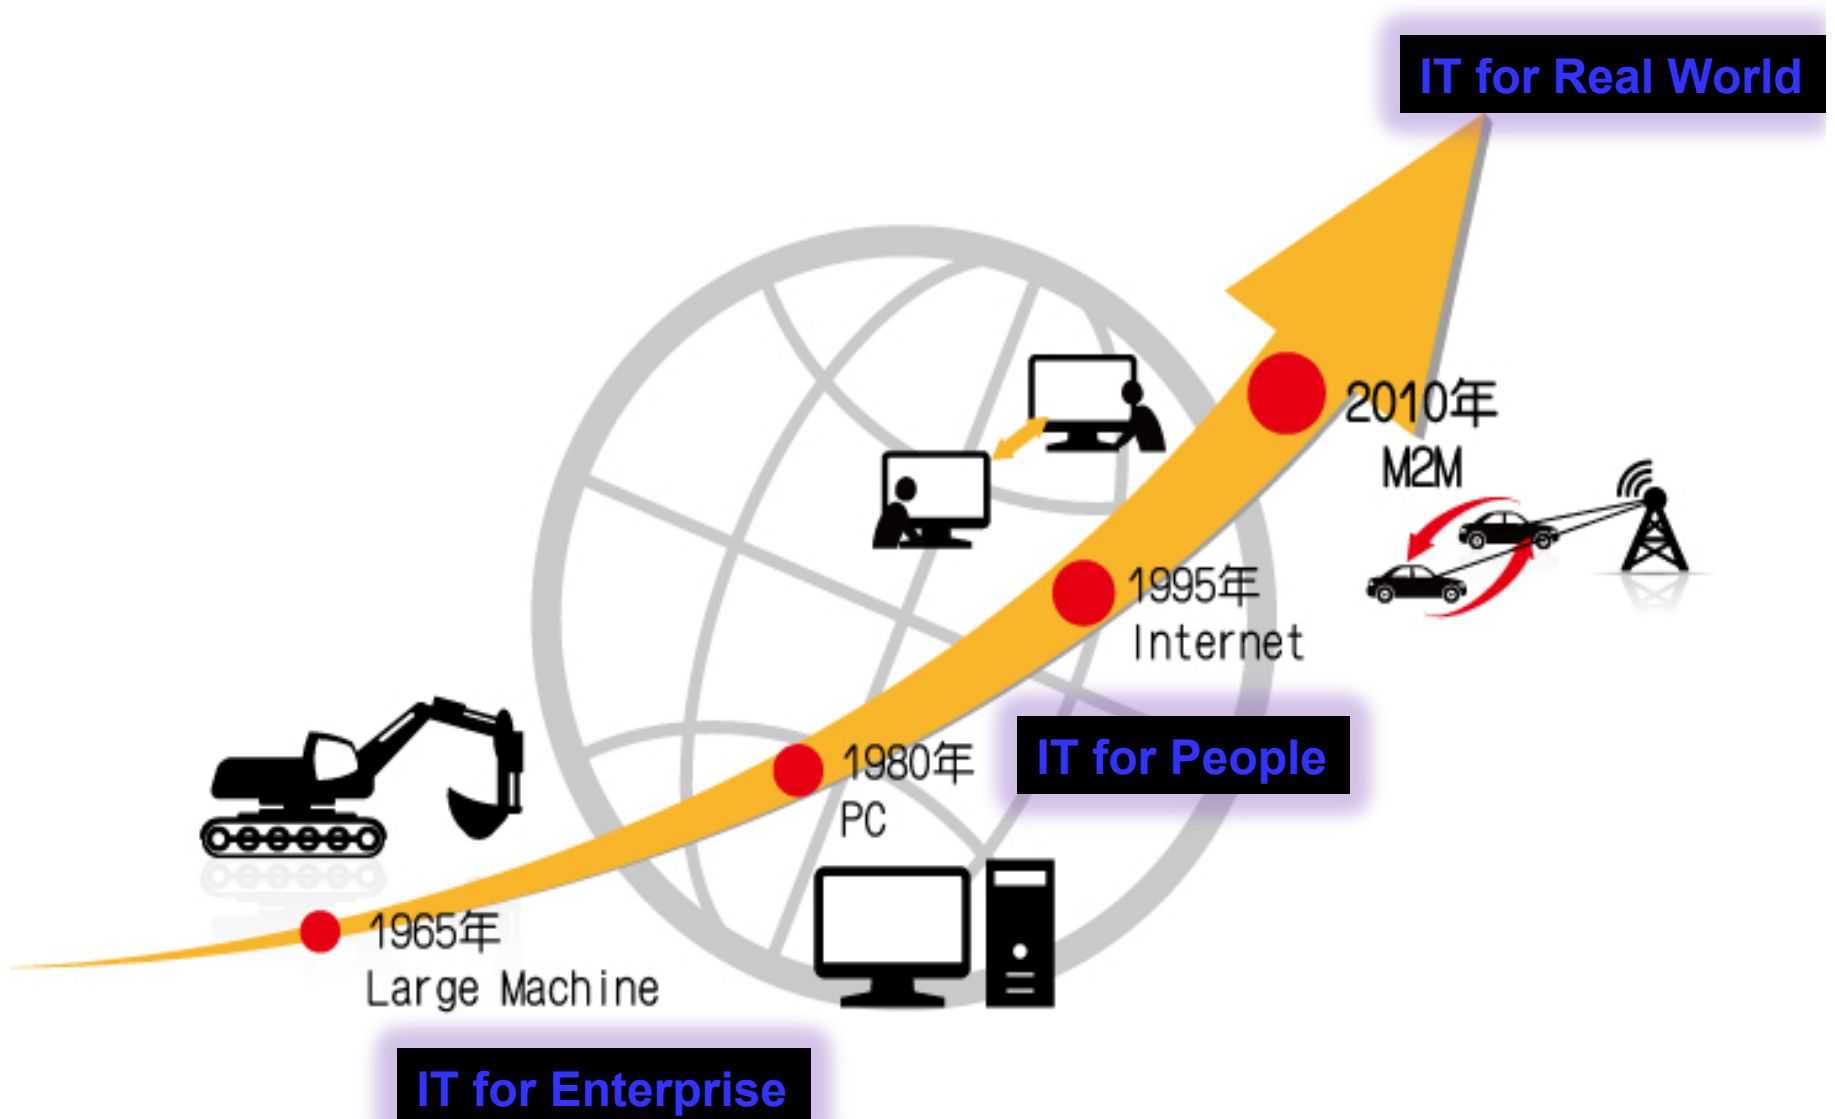 IT for Real World
2010年
M2M
1995年
Internet
IT for People
1980年
PC
1965年
Large Machine
IT for Enterprise